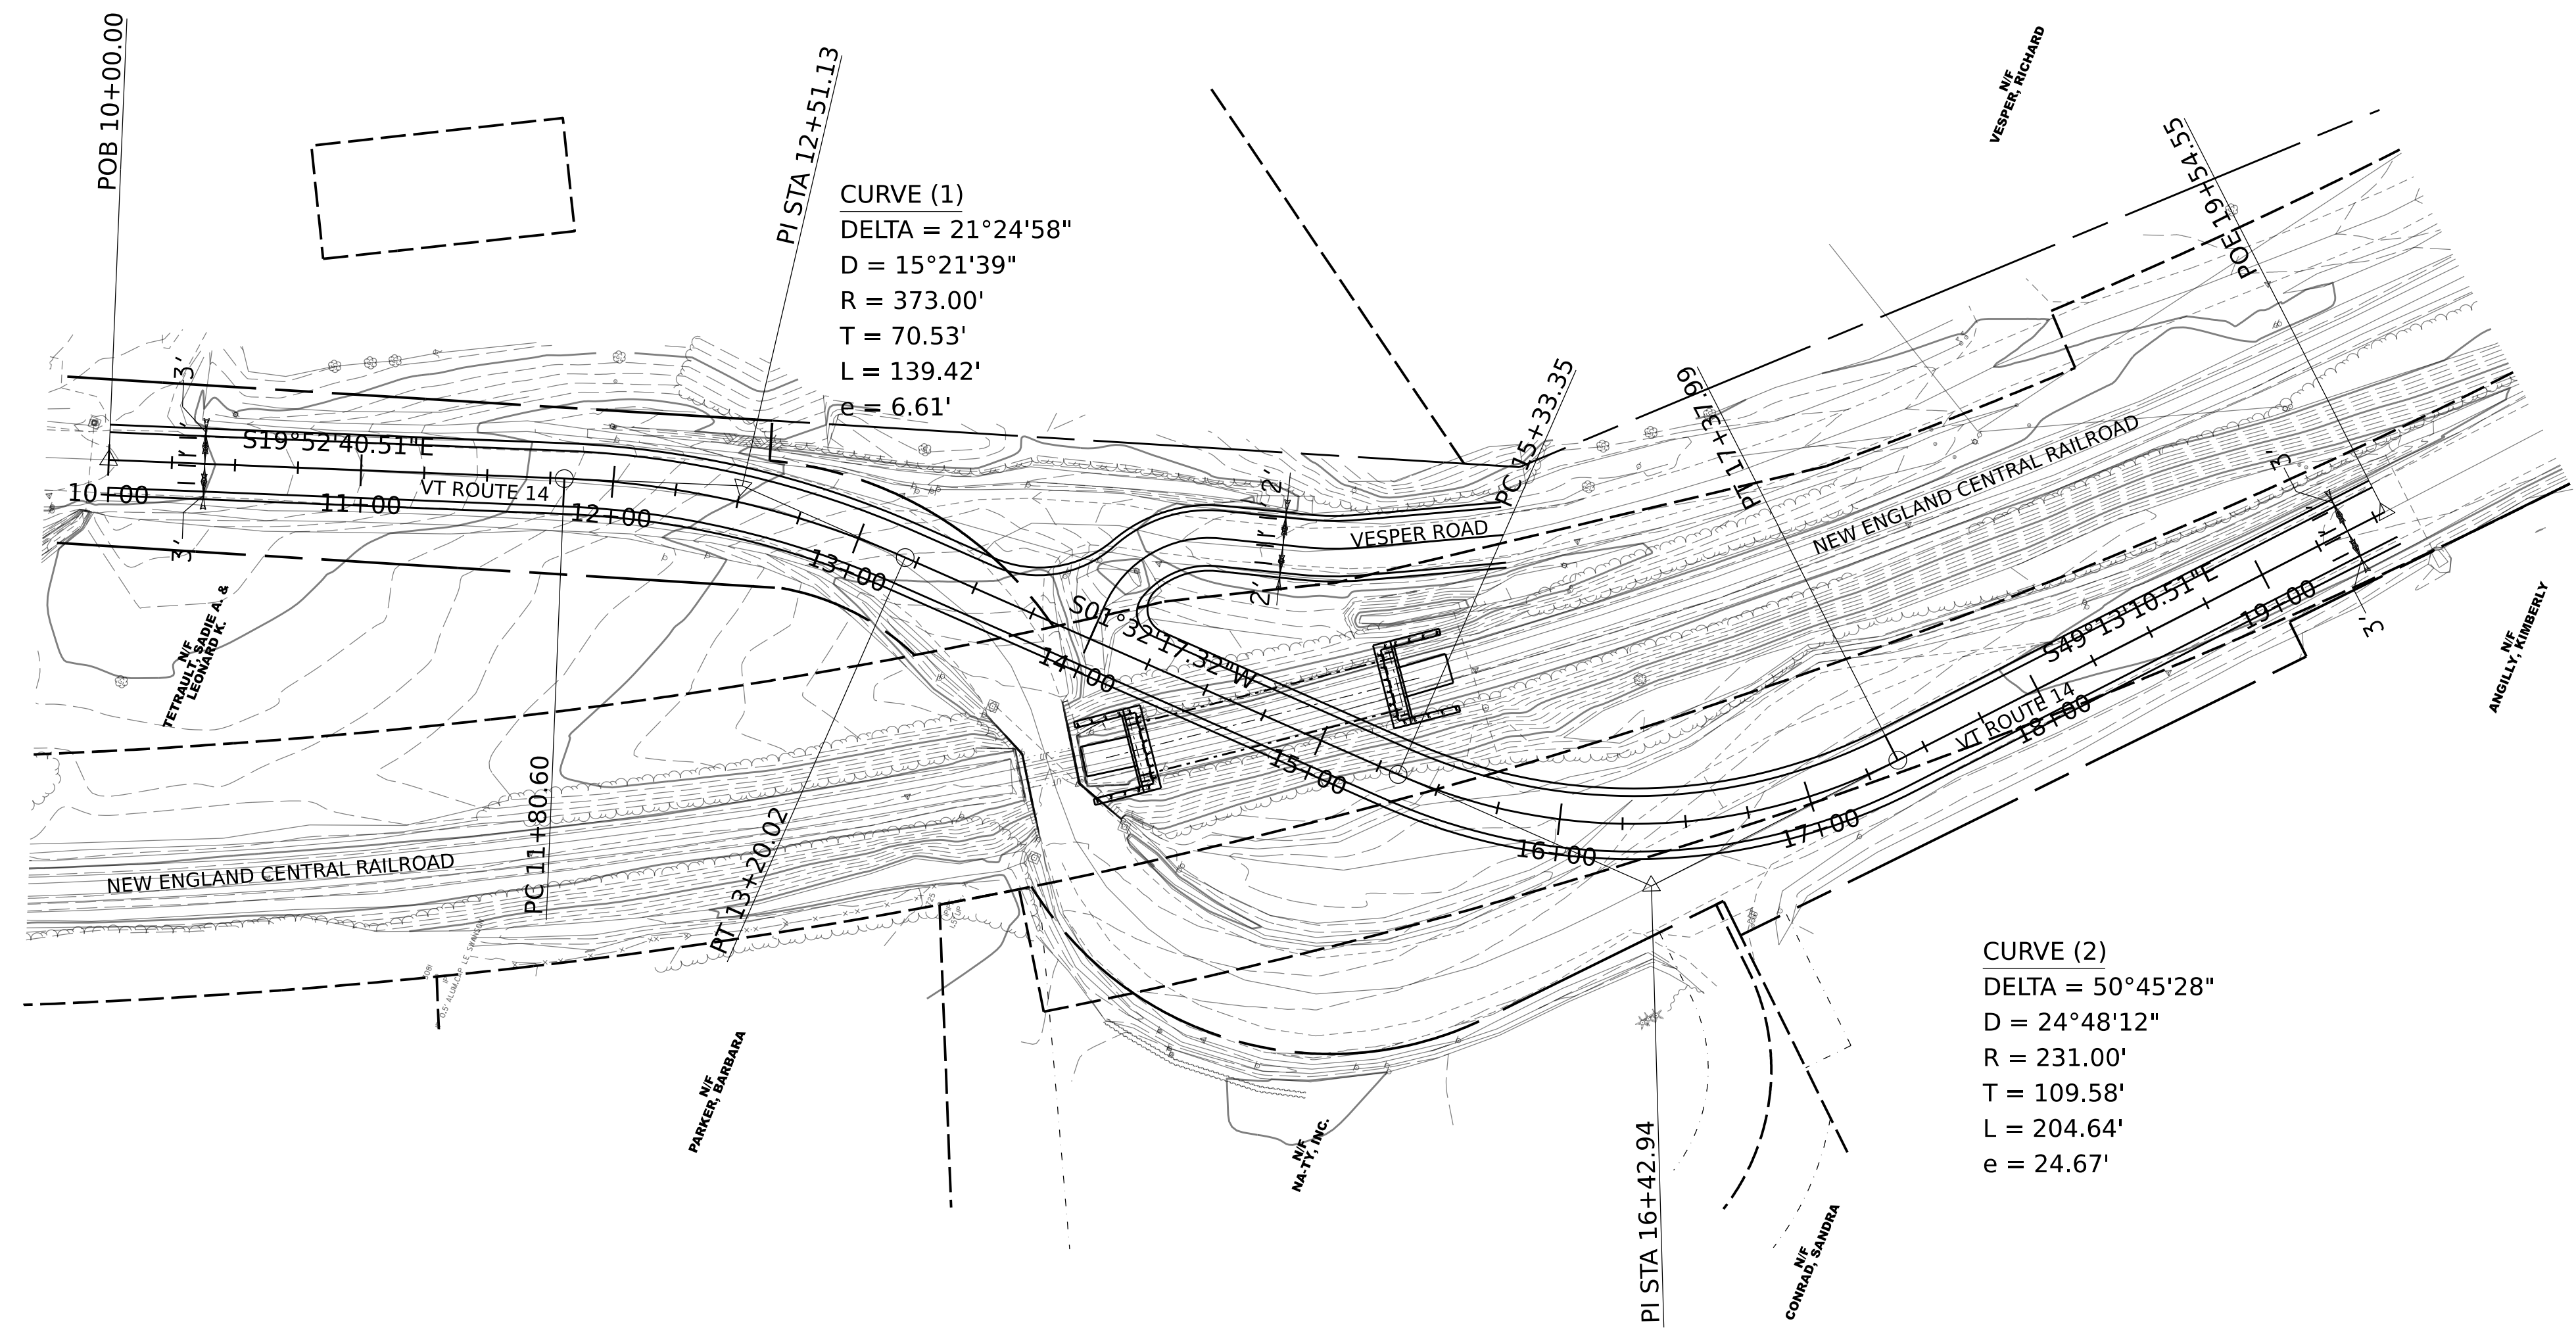 POB 10+00.00
PI STA 12+51.13
CURVE (1)
DELTA = 21°24'58"
D = 15°21'39"
R = 373.00'
T = 70.53'
L = 139.42'
e = 6.61'
N/F
VESPER, RICHARD
POE 19+54.55
PC 15+33.35
PT 17+37.99
3'
11'
11'
3'
S19°52'40.51"E
10+00
11+00
VT ROUTE 14
12+00
13+00
2'
11'
11'
2'
VESPER ROAD
NEW ENGLAND CENTRAL RAILROAD
3'
11'
11'
3'
S01°32'17.32"W
14+00
15+00
16+00
17+00
18+00
19+00
S49°13'10.51"E
VT ROUTE 14
N/F
TETRAULT, SADIE A. &
LEONARD K.
N/F
ANGILLY, KIMBERLY
PC 11+80.60
PT 13+20.02
NEW ENGLAND CENTRAL RAILROAD
N/F
PARKER, BARBARA
N/F
NA-TY, INC.
PI STA 16+42.94
N/F
CONRAD, SANDRA
CURVE (2)
DELTA = 50°45'28"
D = 24°48'12"
R = 231.00'
T = 109.58'
L = 204.64'
e = 24.67'